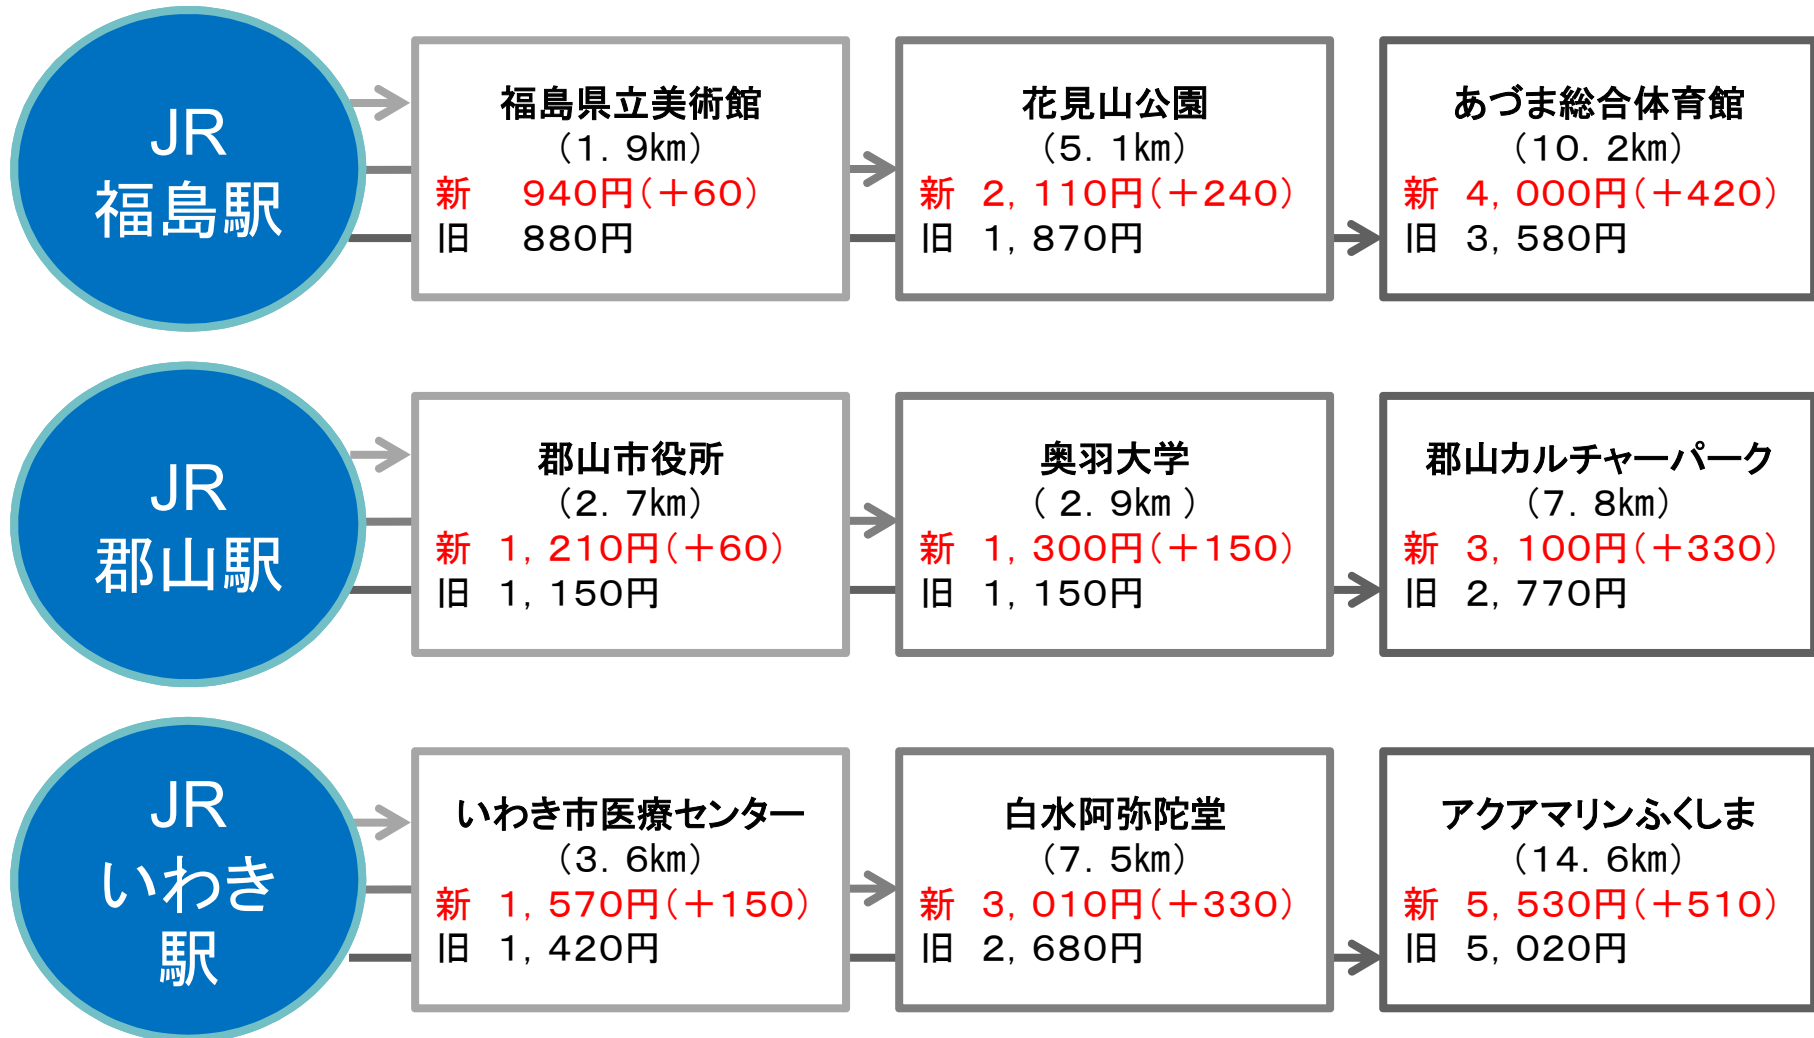 JR
福島駅
福島県立美術館
（１．９㎞）
新　　９４０円（＋６０）
旧　　８８０円
花見山公園
（５．１㎞）
新　２，１１０円（＋２４０）
旧　１，８７０円
あづま総合体育館
（１０．２㎞）
新　４，０００円（＋４２０）
旧　３，５８０円
JR
郡山駅
郡山市役所
（２．７㎞）
新　１，２１０円（＋６０）
旧　１，１５０円
奥羽大学
（ ２．９㎞ ）
新　１，３００円（＋１５０）
旧　１，１５０円
郡山カルチャーパーク
（７．８㎞）
新　３，１００円（＋３３０）
旧　２，７７０円
JR
いわき
駅
いわき市医療センター
（３．６㎞）
新　１，５７０円（＋１５０）
旧　１，４２０円
白水阿弥陀堂
（７．５㎞）
新　３，０１０円（＋３３０）
旧　２，６８０円
アクアマリンふくしま
（１４．６㎞）
新　５，５３０円（＋５１０）
旧　５，０２０円